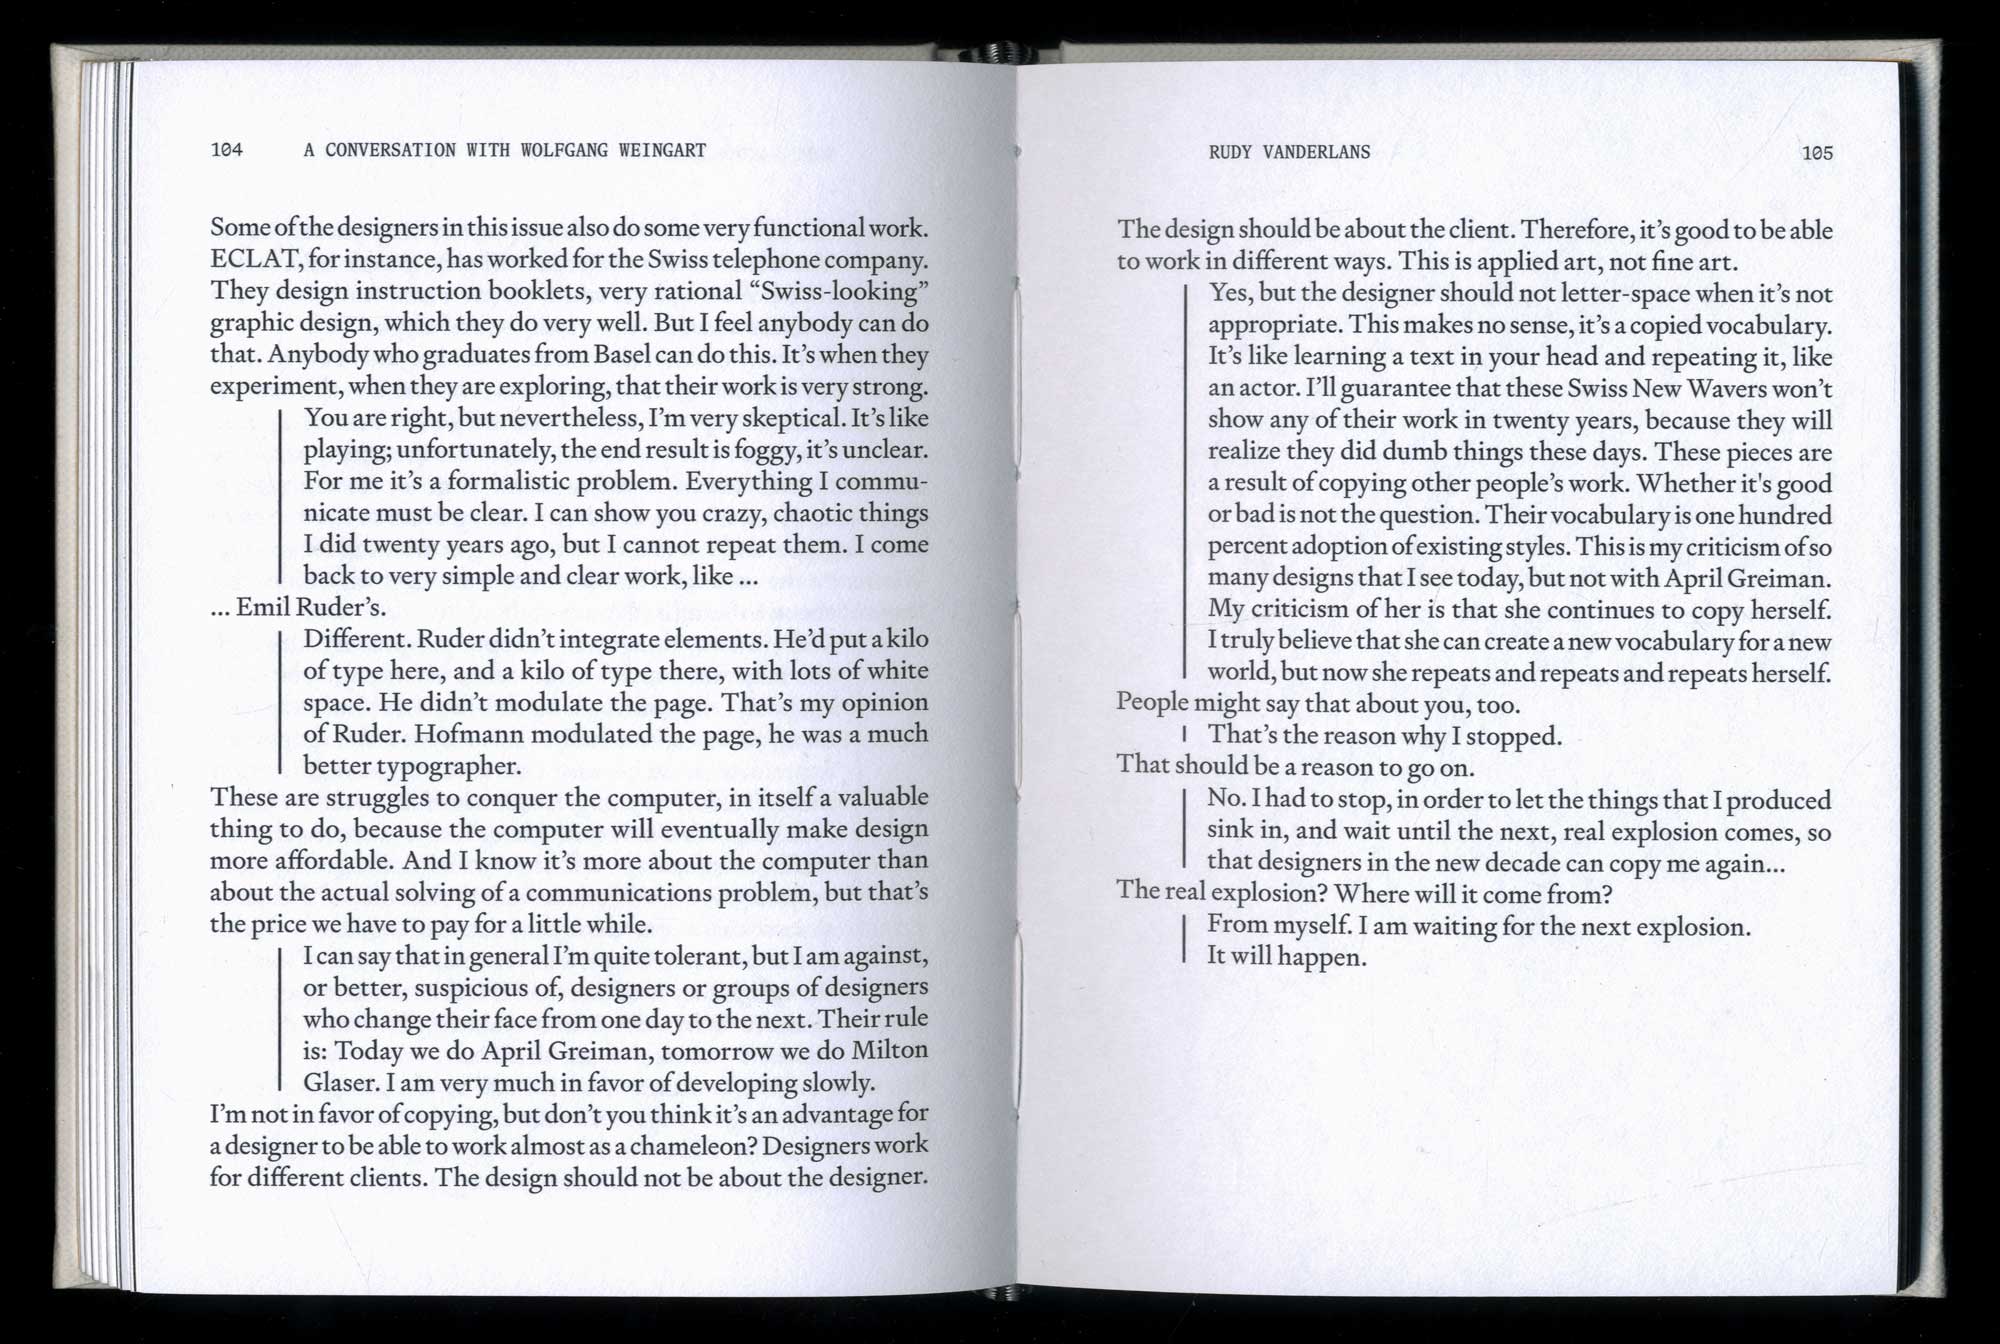 104 A CONVERSATION WITH WOLFGANG WEINGART
Some of the designers in this issue also do some very functional work.
ECLAT, for instance, has worked for the Swiss telephone company.
They design instruction booklets, very rational “Swiss-looking”
graphic design, which they do very well. But I feel anybody can do
that. Anybody who graduates from Basel can do this. It’s when they
experiment, when they are exploring, that their work is very strong.
You are right, but nevertheless, I’m very skeptical. It’s like
playing; unfortunately, the end result is foggy, it’s unclear.
For me it’s a formalistic problem. Everything I commu-
nicate must be clear. I can show you crazy, chaotic things
I did twenty years ago, but I cannot repeat them. I come
back to very simple and clear work, like ...
... Emil Ruder’s.
Different. Ruder didn’t integrate elements. He’d put a kilo
of type here, and a kilo of type there, with lots of white
space. He didn’t modulate the page. That’s my opinion
of Ruder. Hofmann modulated the page, he was a much
better typographer.
These are struggles to conquer the computer, in itself a valuable
thing to do, because the computer will eventually make design
more affordable. And I know it’s more about the computer than
about the actual solving of a communications problem, but that’s
the price we have to pay for a little while.
I can say that in general I’m quite tolerant, but I am against,
or better, suspicious of, designers or groups of designers
who change their face from one day to the next. Their rule
is: Today we do April Greiman, tomorrow we do Milton
Glaser. I am very much in favor of developing slowly.
I’m not in favor of copying, but don’t you think it’s an advantage for
a designer to be able to work almost as a chameleon? Designers work
for different clients. The design should not be about the designer.
RUDY VANDERLANS 105
The design should be about the client. Therefore, it’s good to be able
to work in different ways. This is applied art, not fine art.
Yes, but the designer should not letter-space when it’s not
appropriate. This makes no sense, it’s a copied vocabulary.
It’s like learning a text in your head and repeating it, like
an actor. I’ll guarantee that these Swiss New Wavers won’t
show any of their work in twenty years, because they will
realize they did dumb things these days. These pieces are
a result of copying other people’s work. Whether it's good
or bad is not the question. Their vocabulary is one hundred
percent adoption of existing styles. This is my criticism of so
many designs that I see today, but not with April Greiman.
My criticism of her is that she continues to copy herself.
I truly believe that she can create a new vocabulary for a new
world, but now she repeats and repeats and repeats herself.
People might say that about you, too.
That’s the reason why I stopped.
That should be a reason to go on.
No. I had to stop, in order to let the things that I produced
sink in, and wait until the next, real explosion comes, so
that designers in the new decade can copy me again...
The real explosion? Where will it come from?
From myself. I am waiting for the next explosion.
It will happen.